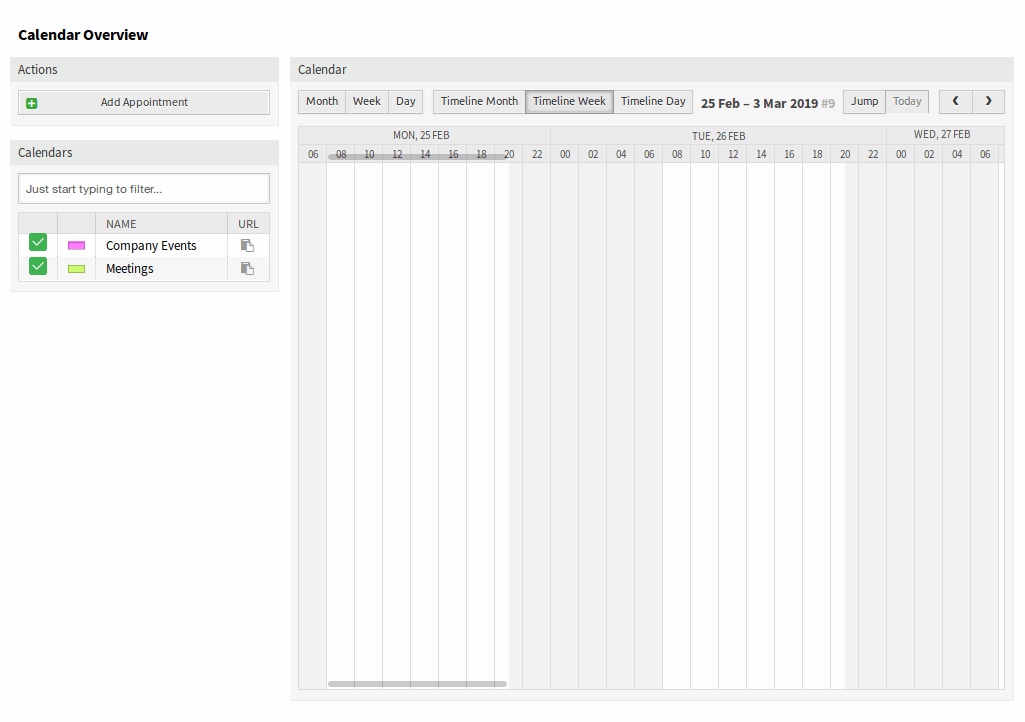 Calendar Overview
Actions
Add Appointment
Calendars
Just start typing to filter...
NAME URL
Company Events
Meetings
Calendar
Month Week Day Timeline Month Timeline Week Timeline Day 25 Feb – 3 Mar 2019 #9 Jump Today
MON, 25 FEB TUE, 26 FEB WED, 27 FEB
06 08 10 12 14 16 18 20 22 00 02 04 06 08 10 12 14 16 18 20 22 00 02 04 06